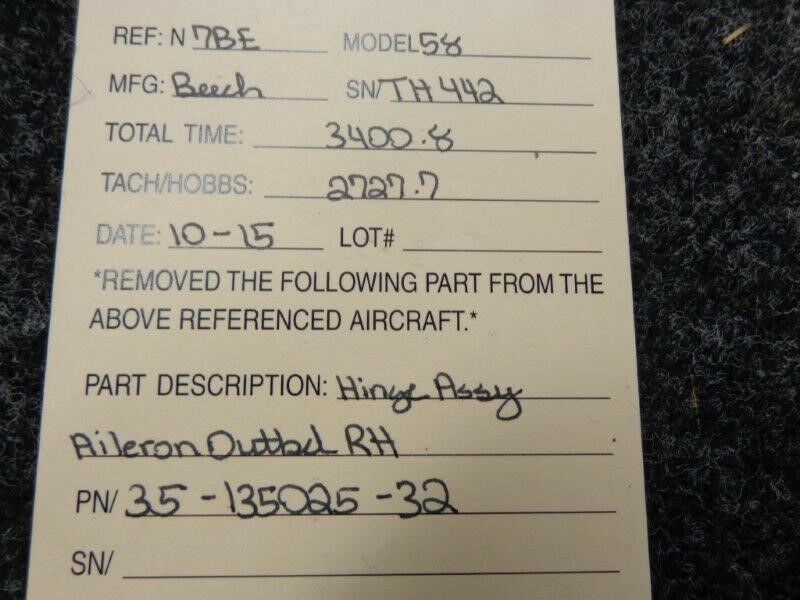 REF: N 7BE MODEL 58
MFG: Beech SN/ TH442
TOTAL TIME: 3400.8
TACH/HOBBS: 2727.7
DATE: 10-15 LOT#
*REMOVED THE FOLLOWING PART FROM THE
ABOVE REFERENCED AIRCRAFT.*
PART DESCRIPTION: Hinge Assy
Aileron Outbd RH
PN/ 35-135025-32
SN/